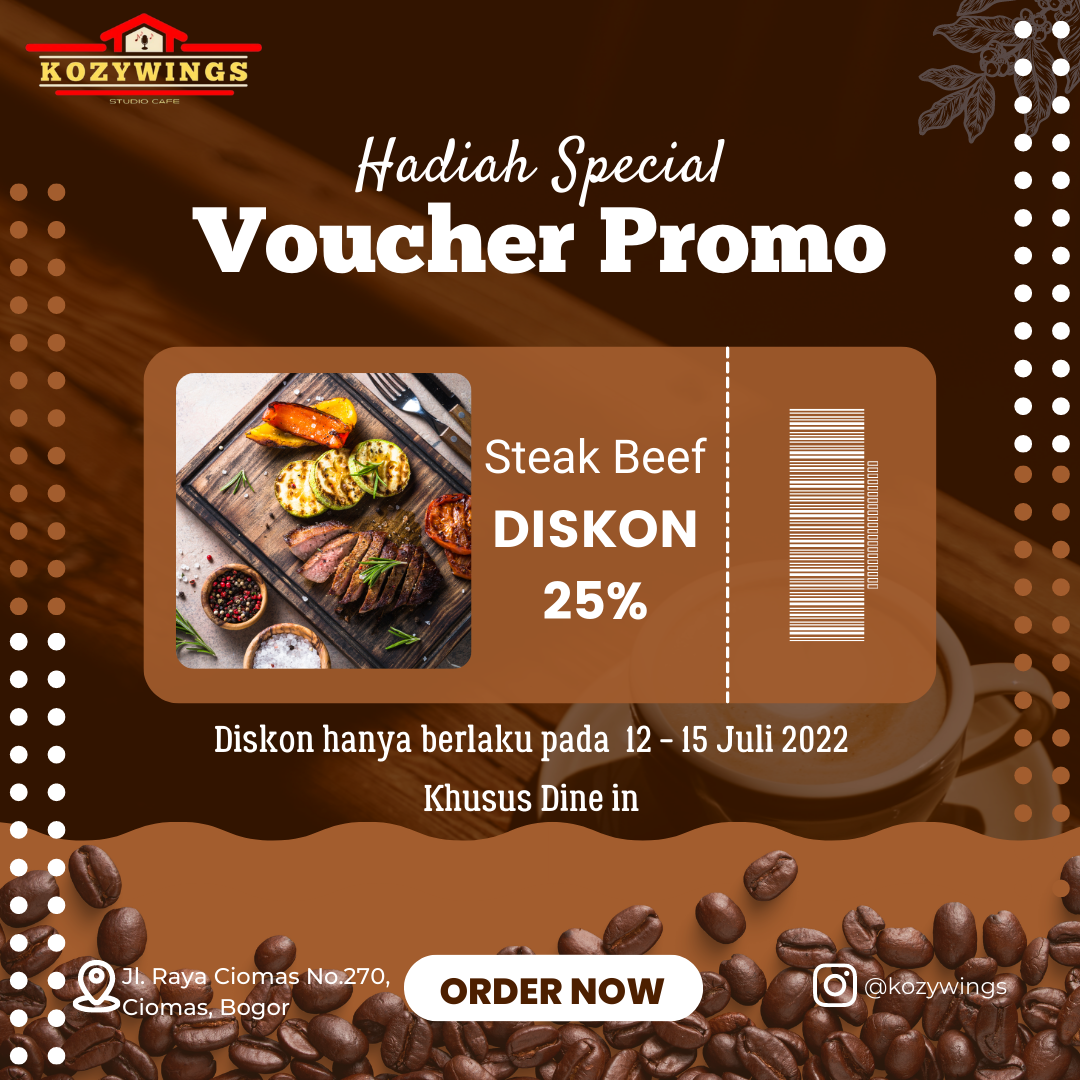 KOZYWINGS
STUDIO CAFE
Hadiah Special
Voucher Promo
Steak Beef
DISKON
25%
Diskon hanya berlaku pada 12 - 15 Juli 2022
Khusus Dine in
Jl. Raya Ciomas No.270,
Ciomas, Bogor
ORDER NOW
@kozywings